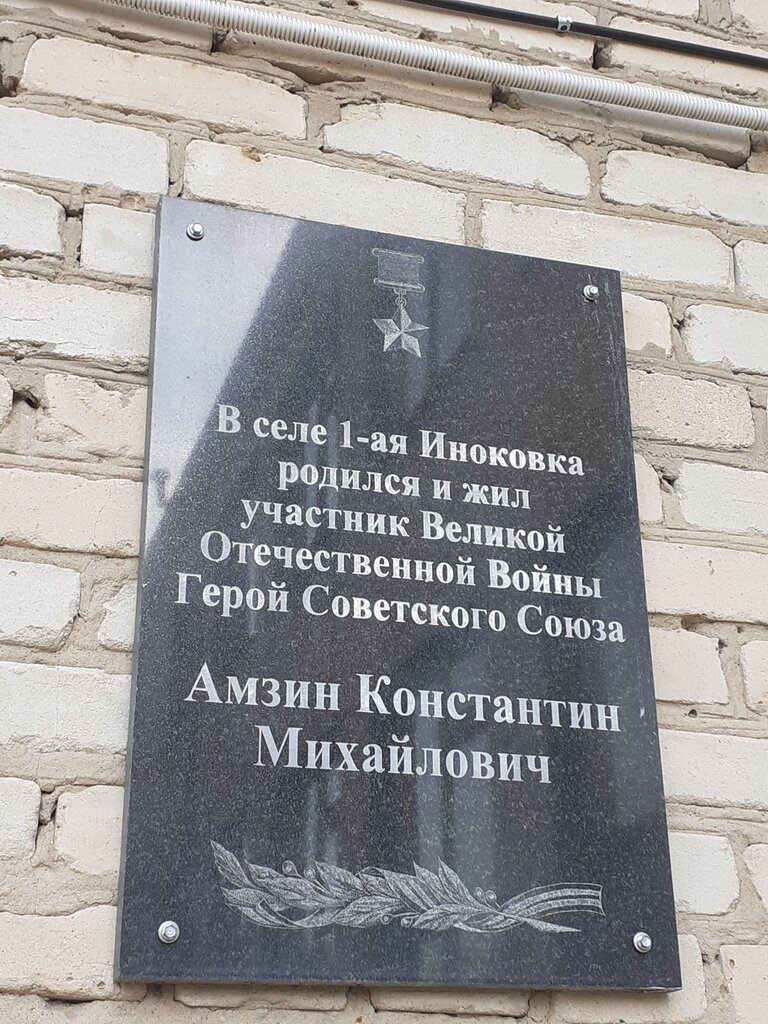 В селе 1-ая Иноковка
родился и жил
участник Великой
Отечественной Войны
Герой Советского Союза
Амзин Константин
Михайлович